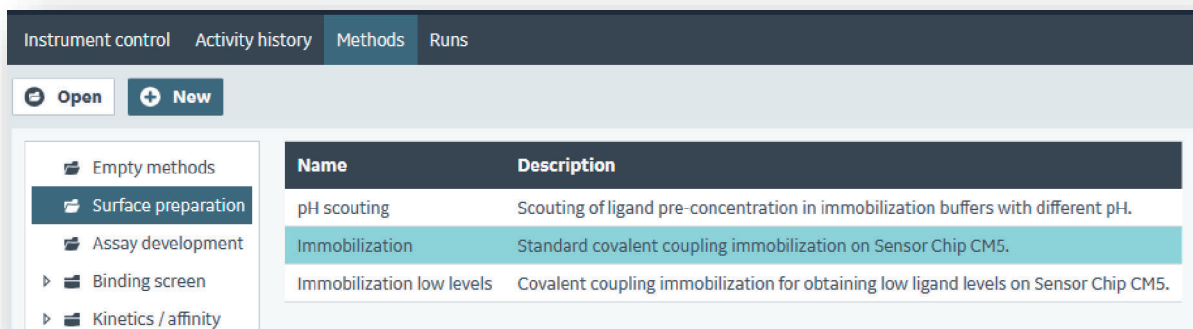 Instrument control Activity history Methods Runs
Open New
Empty methods
Surface preparation
Assay development
Binding screen
Kinetics / affinity
Name Description
pH scouting Scouting of ligand pre-concentration in immobilization buffers with different pH.
Immobilization Standard covalent coupling immobilization on Sensor Chip CM5.
Immobilization low levels Covalent coupling immobilization for obtaining low ligand levels on Sensor Chip CM5.